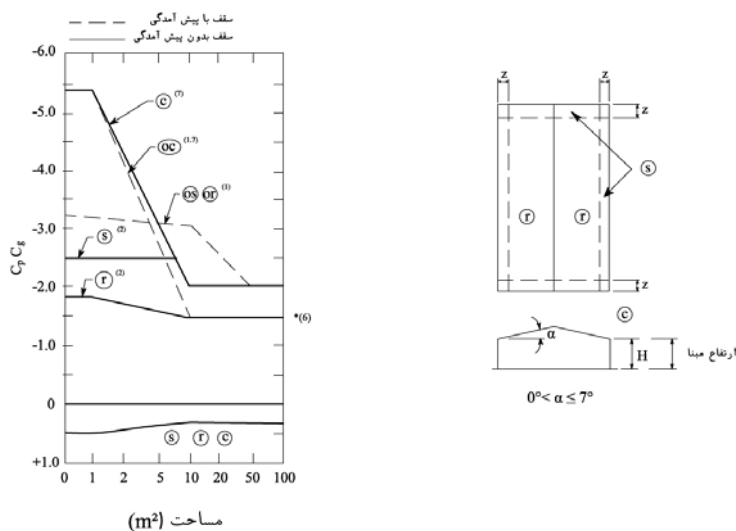 سقف با پیش آمدگی
سقف بدون پیش آمدگی
-6.0
-5.0
-4.0
-3.0
-2.0
-1.0
0
+1.0
CpCg
c (7)
oc (1,7)
os or (1)
s (2)
r (2)
*(6)
s r c
0 1 2 5 10 20 50 100
مساحت (m²)
z z
z
s
r r
z
c
α
H
ارتفاع مبنا
0°< α ≤ 7°